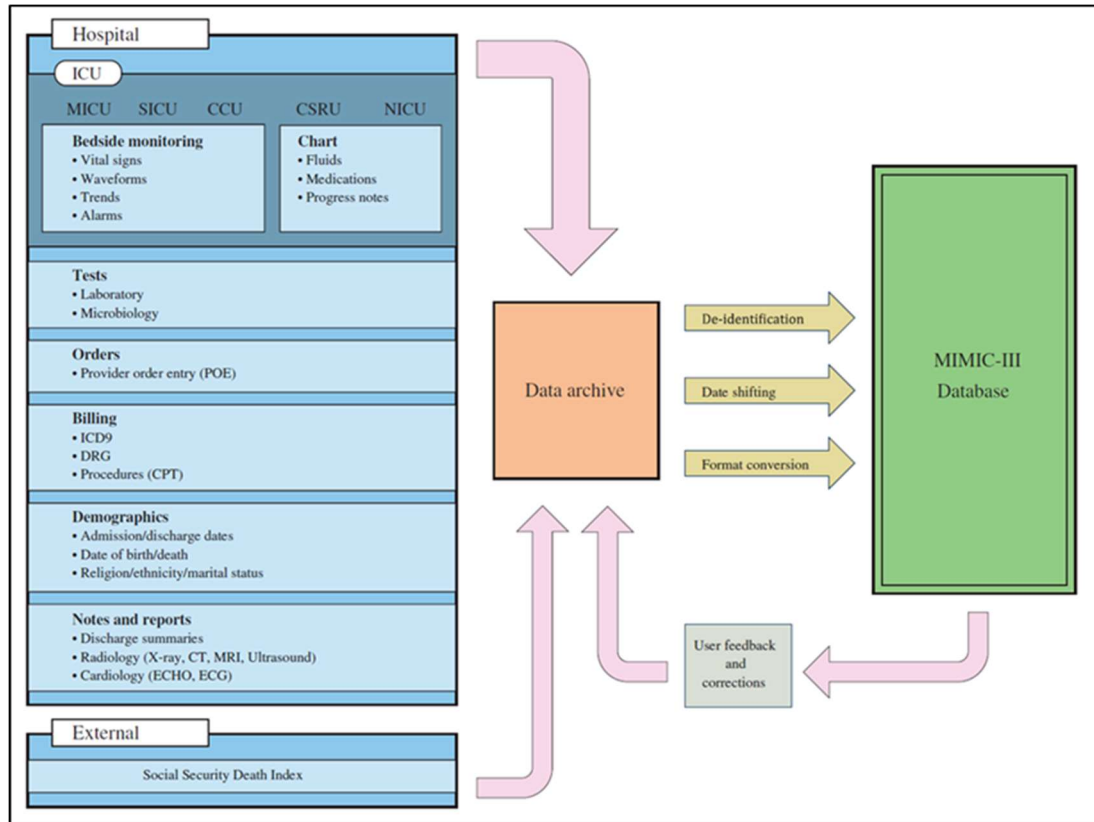 Hospital
ICU
MICU SICU CCU CSRU NICU
Bedside monitoring
• Vital signs
• Waveforms
• Trends
• Alarms
Chart
• Fluids
• Medications
• Progress notes
Tests
• Laboratory
• Microbiology
Orders
• Provider order entry (POE)
Billing
• ICD9
• DRG
• Procedures (CPT)
Demographics
• Admission/discharge dates
• Date of birth/death
• Religion/ethnicity/marital status
Notes and reports
• Discharge summaries
• Radiology (X-ray, CT, MRI, Ultrasound)
• Cardiology (ECHO, ECG)
External
Social Security Death Index
Data archive
De-identification
Date shifting
Format conversion
MIMIC-III
Database
User feedback
and
corrections